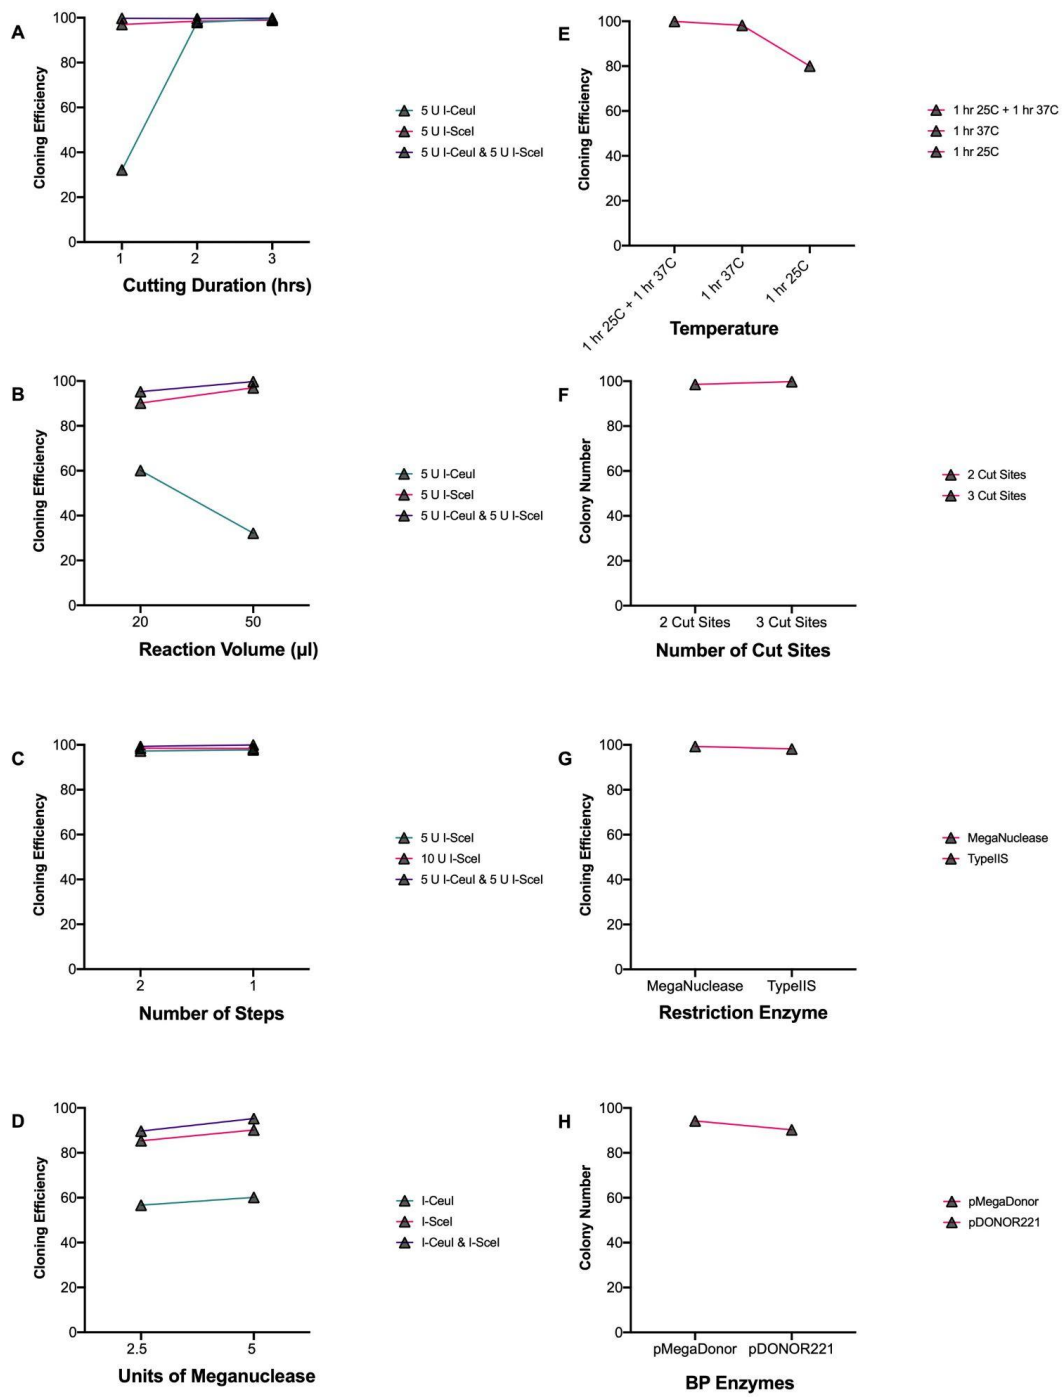 A
Cloning Efficiency
100
80
60
40
20
0
1 2 3
Cutting Duration (hrs)
5 U I-CeuI
5 U I-SceI
5 U I-CeuI & 5 U I-SceI
E
Cloning Efficiency
100
80
60
40
20
0
1 hr 25C + 1 hr 37C
1 hr 37C
1 hr 25C
Temperature
1 hr 25C + 1 hr 37C
1 hr 37C
1 hr 25C
B
Cloning Efficiency
100
80
60
40
20
0
20 50
Reaction Volume (µl)
5 U I-CeuI
5 U I-SceI
5 U I-CeuI & 5 U I-SceI
F
Colony Number
100
80
60
40
20
0
2 Cut Sites 3 Cut Sites
Number of Cut Sites
2 Cut Sites
3 Cut Sites
C
Cloning Efficiency
100
80
60
40
20
0
2 1
Number of Steps
5 U I-SceI
10 U I-SceI
5 U I-CeuI & 5 U I-SceI
G
Cloning Efficiency
100
80
60
40
20
0
MegaNuclease TypeIIS
Restriction Enzyme
MegaNuclease
TypeIIS
D
Cloning Efficiency
100
80
60
40
20
0
2.5 5
Units of Meganuclease
I-CeuI
I-SceI
I-CeuI & I-SceI
H
Colony Number
100
80
60
40
20
0
pMegaDonor pDONOR221
BP Enzymes
pMegaDonor
pDONOR221